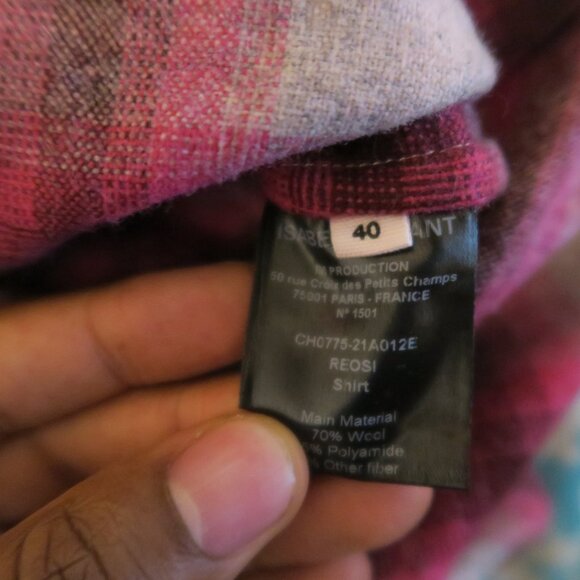 40
IM PRODUCTION
50 rue Croix des Petits Champs
75001 PARIS - FRANCE
N° 1501
CH0775-21A012E
REOSI
Shirt
Main Material
70% Wool
Polyamide
Other fiber